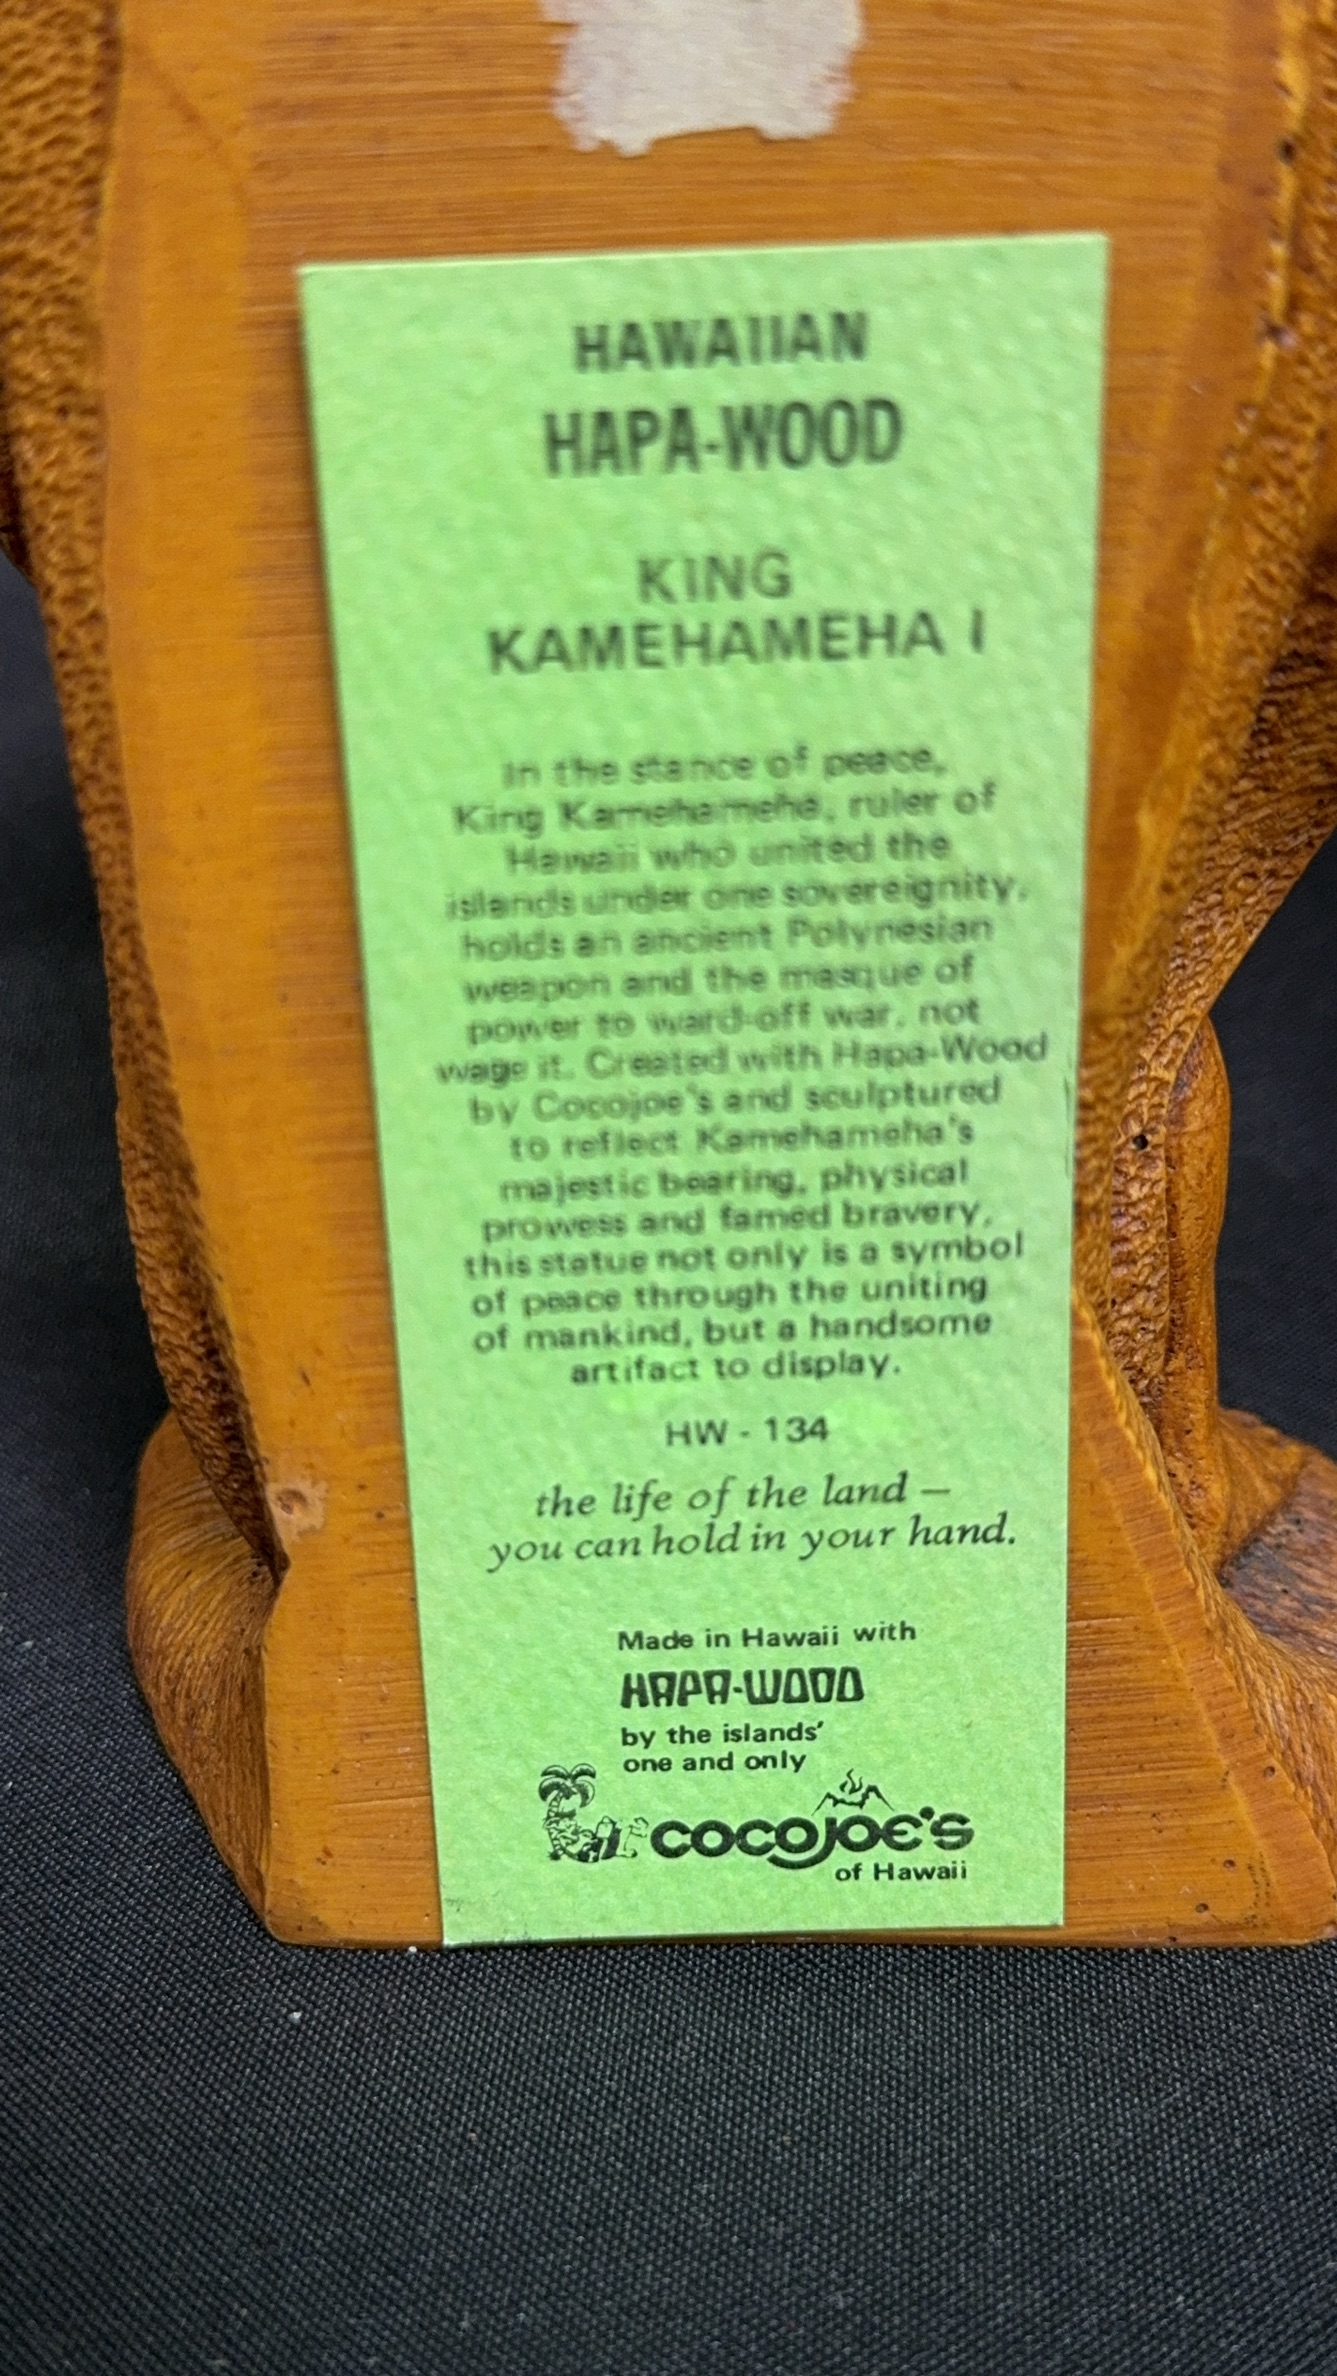 HAWAIIAN
HAPA-WOOD
KING
KAMEHAMEHA I
In the stance of peace,
King Kamehameha, ruler of
Hawaii who united the
islands under one sovereignity,
holds an ancient Polynesian
weapon and the masque of
power to ward-off war, not
wage it. Created with Hapa-Wood
by Cocojoe's and sculptured
to reflect Kamehameha's
majestic bearing, physical
prowess and famed bravery,
this statue not only is a symbol
of peace through the uniting
of mankind, but a handsome
artifact to display.
HW - 134
the life of the land —
you can hold in your hand.
Made in Hawaii with
HAPA-WOOD
by the islands'
one and only
COCOJOE'S
of Hawaii